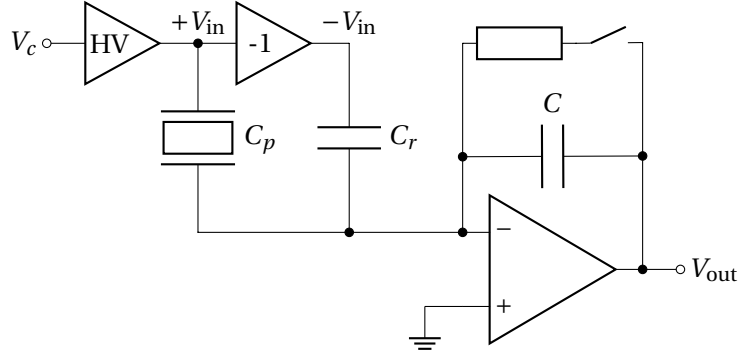 +V_in
−V_in
V_c
HV
-1
C
C_p
C_r
−
+
V_out